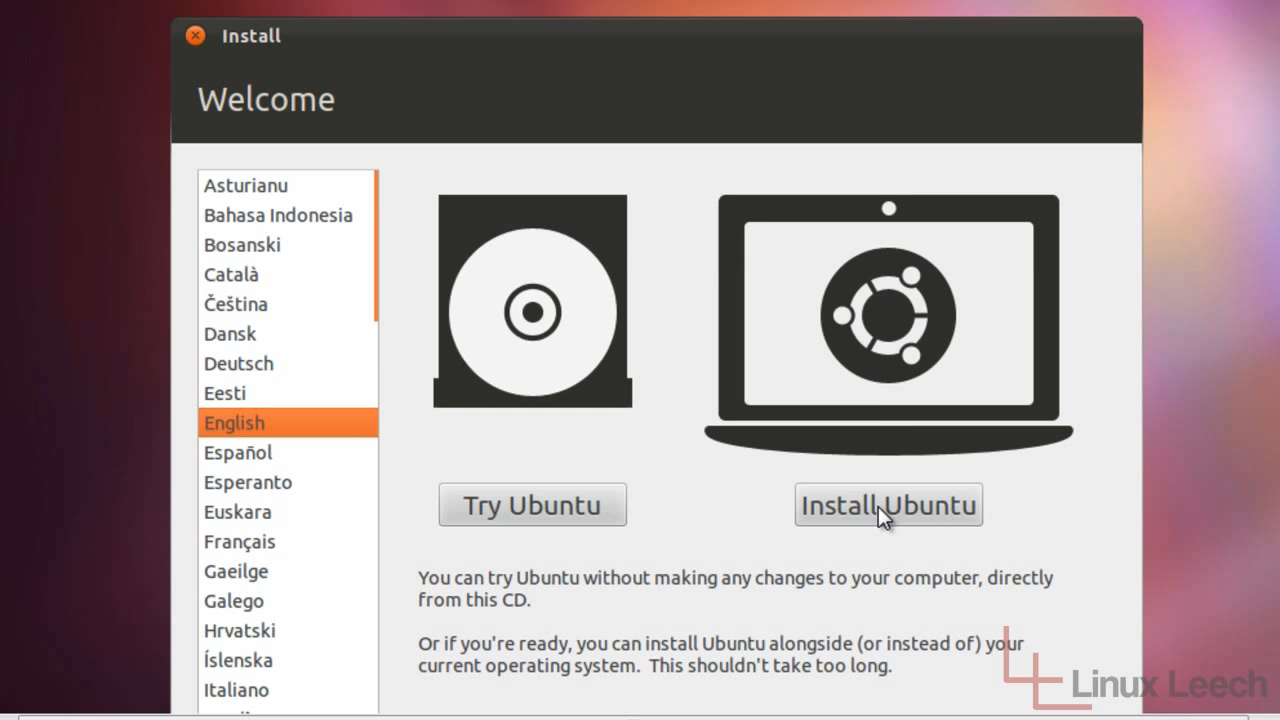 Install
Welcome
Asturianu
Bahasa Indonesia
Bosanski
Català
Čeština
Dansk
Deutsch
Eesti
English
Español
Esperanto
Euskara
Français
Gaeilge
Galego
Hrvatski
Íslenska
Italiano
Try Ubuntu
Install Ubuntu
You can try Ubuntu without making any changes to your computer, directly
from this CD.
Or if you're ready, you can install Ubuntu alongside (or instead of) your
current operating system.  This shouldn't take too long.
Linux Leech